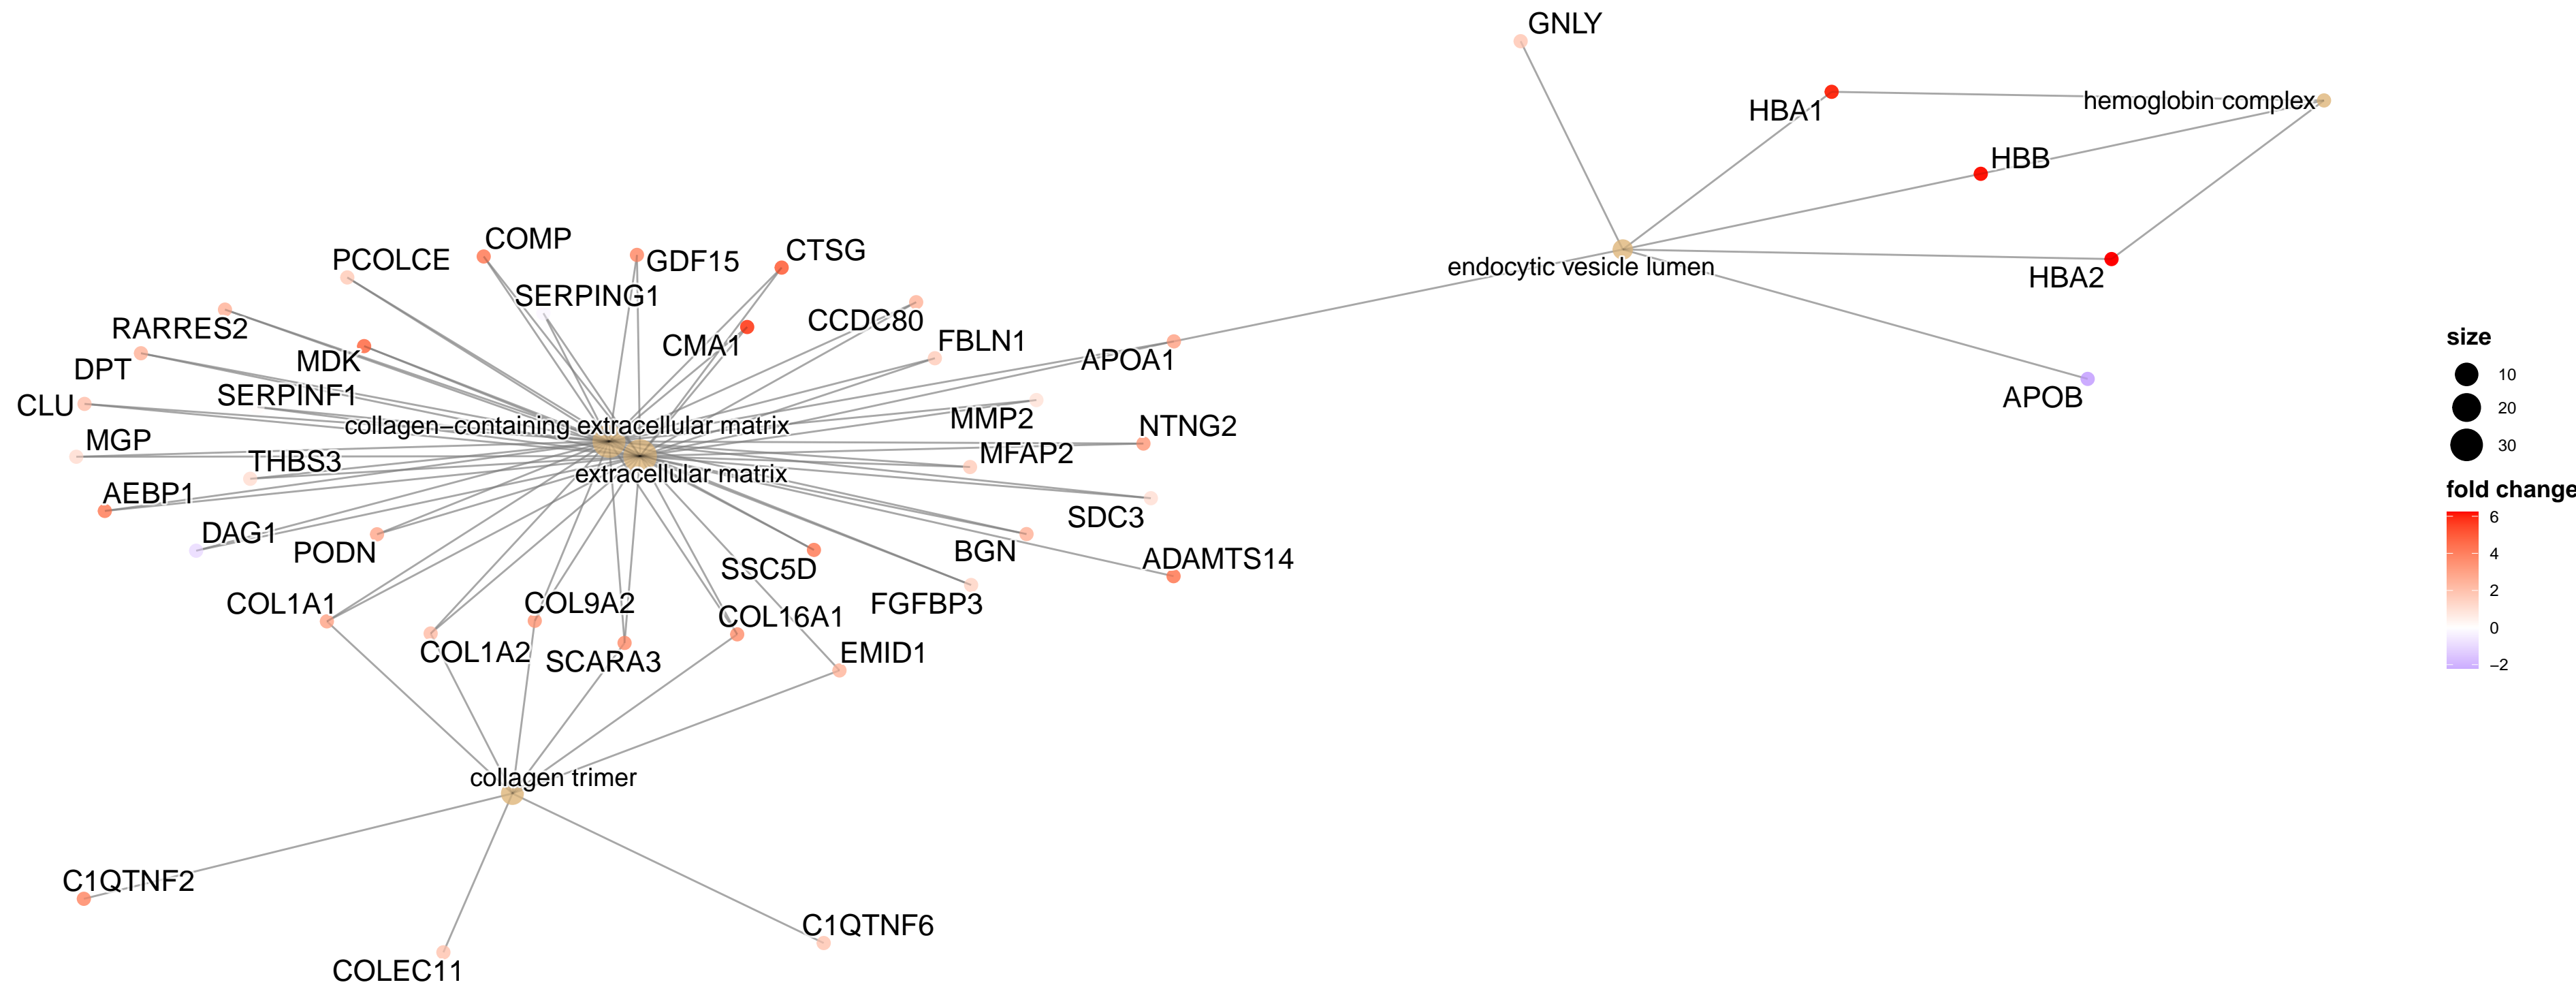 GNLY
HBA1
hemoglobin complex
HBB
endocytic vesicle lumen
HBA2
APOB
COMP
PCOLCE
GDF15
CTSG
SERPING1
RARRES2
CCDC80
MDK
CMA1
FBLN1
APOA1
DPT
SERPINF1
CLU
collagen−containing extracellular matrix
MMP2
NTNG2
MGP
THBS3
MFAP2
extracellular matrix
AEBP1
SDC3
DAG1
PODN
BGN
SSC5D
ADAMTS14
COL1A1
COL9A2
FGFBP3
COL16A1
COL1A2
SCARA3
EMID1
collagen trimer
C1QTNF2
C1QTNF6
COLEC11
size
10
20
30
fold change
6
4
2
0
−2